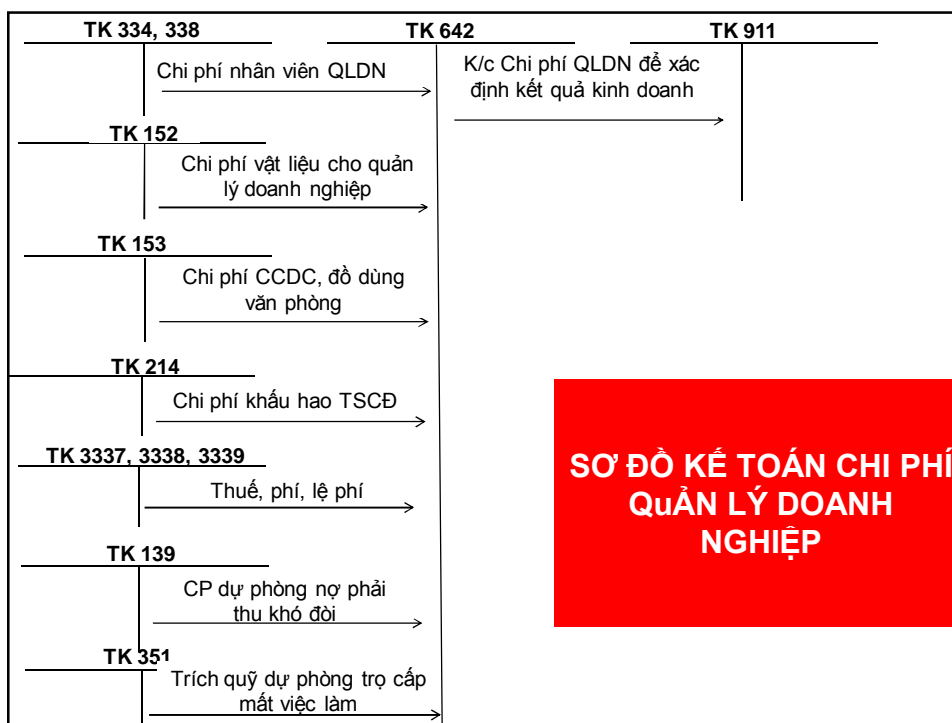 TK 334, 338
TK 642
TK 911
Chi phí nhân viên QLDN
K/c Chi phí QLDN để xác
định kết quả kinh doanh
TK 152
Chi phí vật liệu cho quản
lý doanh nghiệp
TK 153
Chi phí CCDC, đồ dùng
văn phòng
TK 214
Chi phí khấu hao TSCĐ
TK 3337, 3338, 3339
Thuế, phí, lệ phí
TK 139
CP dự phòng nợ phải
thu khó đòi
TK 351
Trích quỹ dự phòng trọ cấp
mất việc làm
SƠ ĐỒ KẾ TOÁN CHI PHÍ
QuẢN LÝ DOANH
NGHIỆP